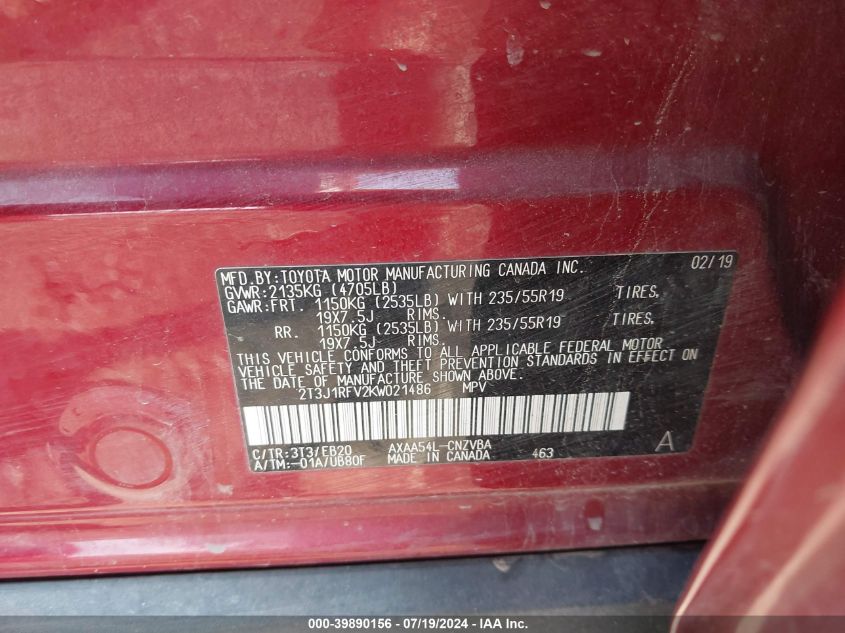 MFD.BY:TOYOTA MOTOR MANUFACTURING CANADA INC. 02/19
GVWR:2135KG (4705LB)
GAWR:FRT. 1150KG (2535LB) WITH 235/55R19 TIRES,
19X7.5J RIMS.
RR. 1150KG (2535LB) WITH 235/55R19 TIRES,
19X7.5J RIMS.
THIS VEHICLE CONFORMS TO ALL APPLICABLE FEDERAL MOTOR
VEHICLE SAFETY AND THEFT PREVENTION STANDARDS IN EFFECT ON
THE DATE OF MANUFACTURE SHOWN ABOVE.
2T3J1RFV2KW021486 MPV
C/TR:3T3/EB20 AXAA54L-CNZVBA A
A/TM:-01A/UB80F MADE IN CANADA 463
000-39890156 - 07/19/2024 - IAA Inc.